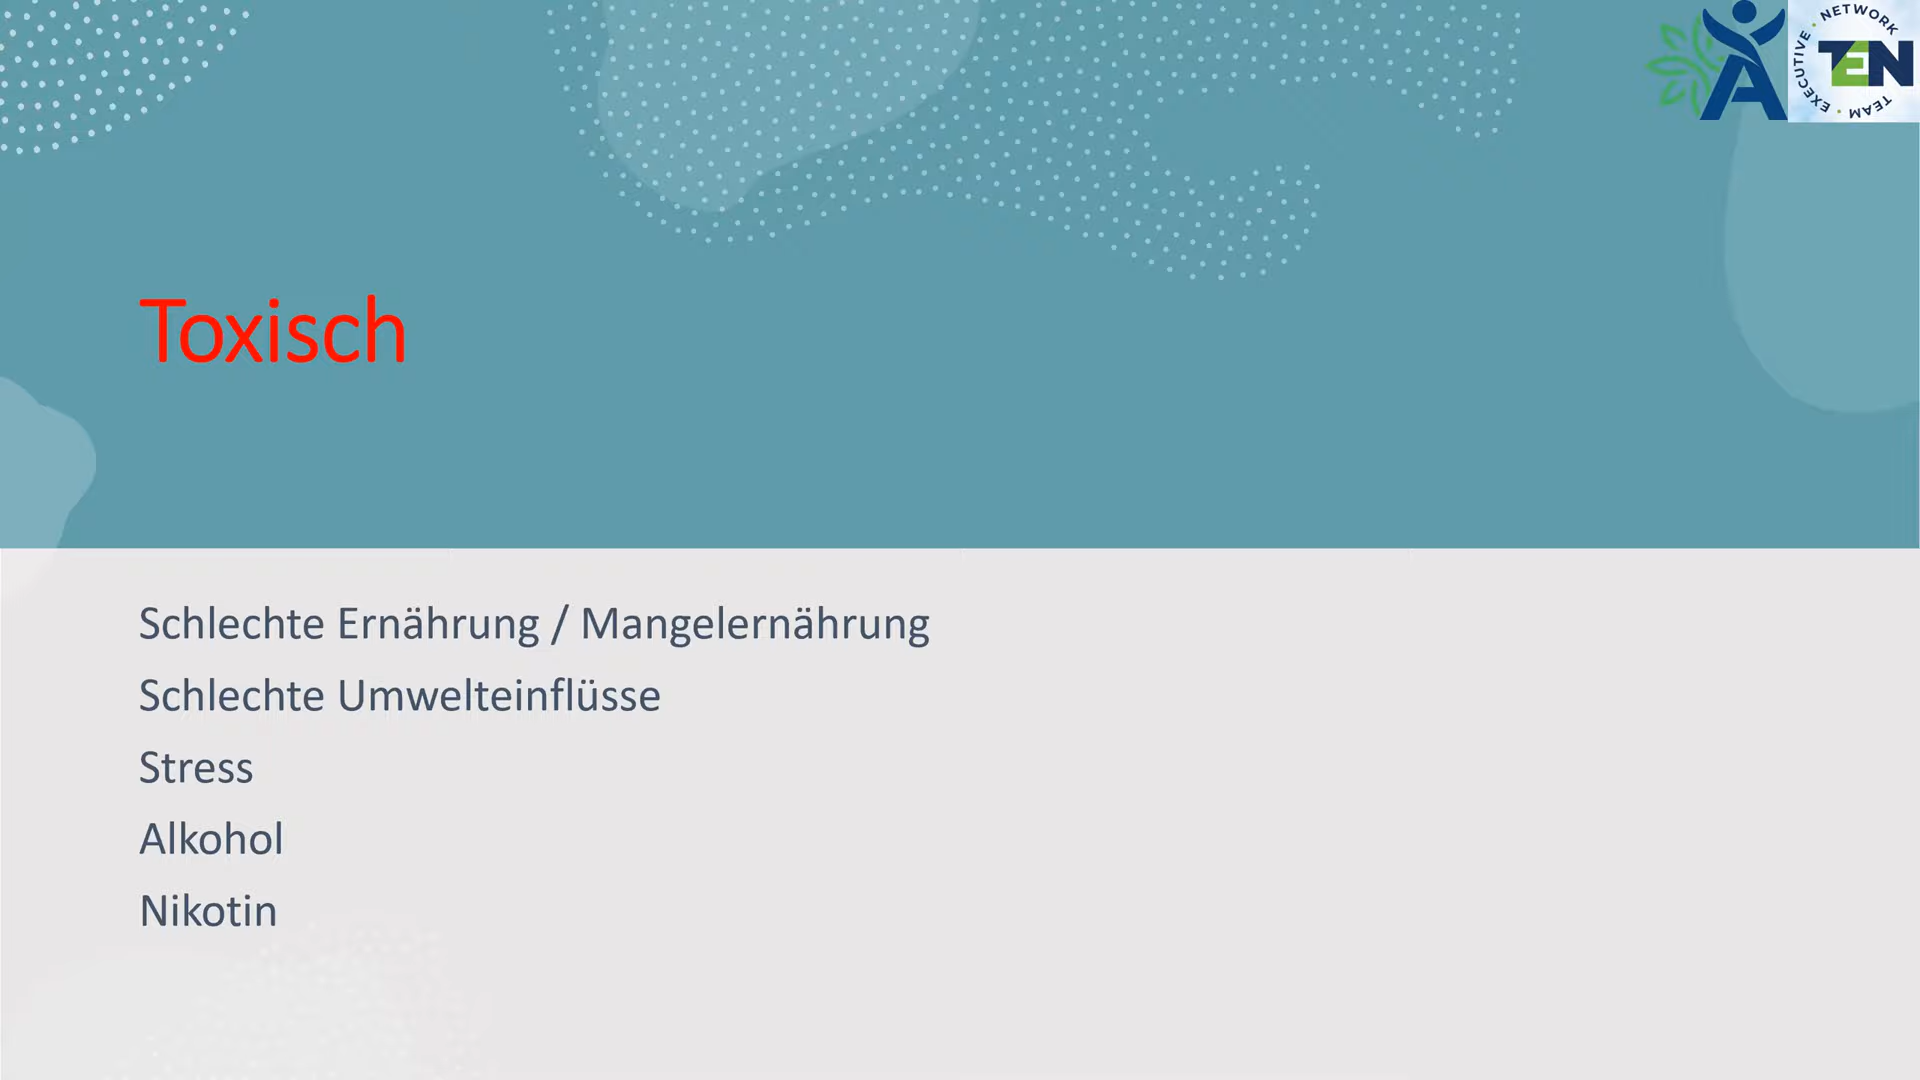 NETWORK
EXECUTIVE
TEN
TEAM
Toxisch
Schlechte Ernährung / Mangelernährung
Schlechte Umwelteinflüsse
Stress
Alkohol
Nikotin